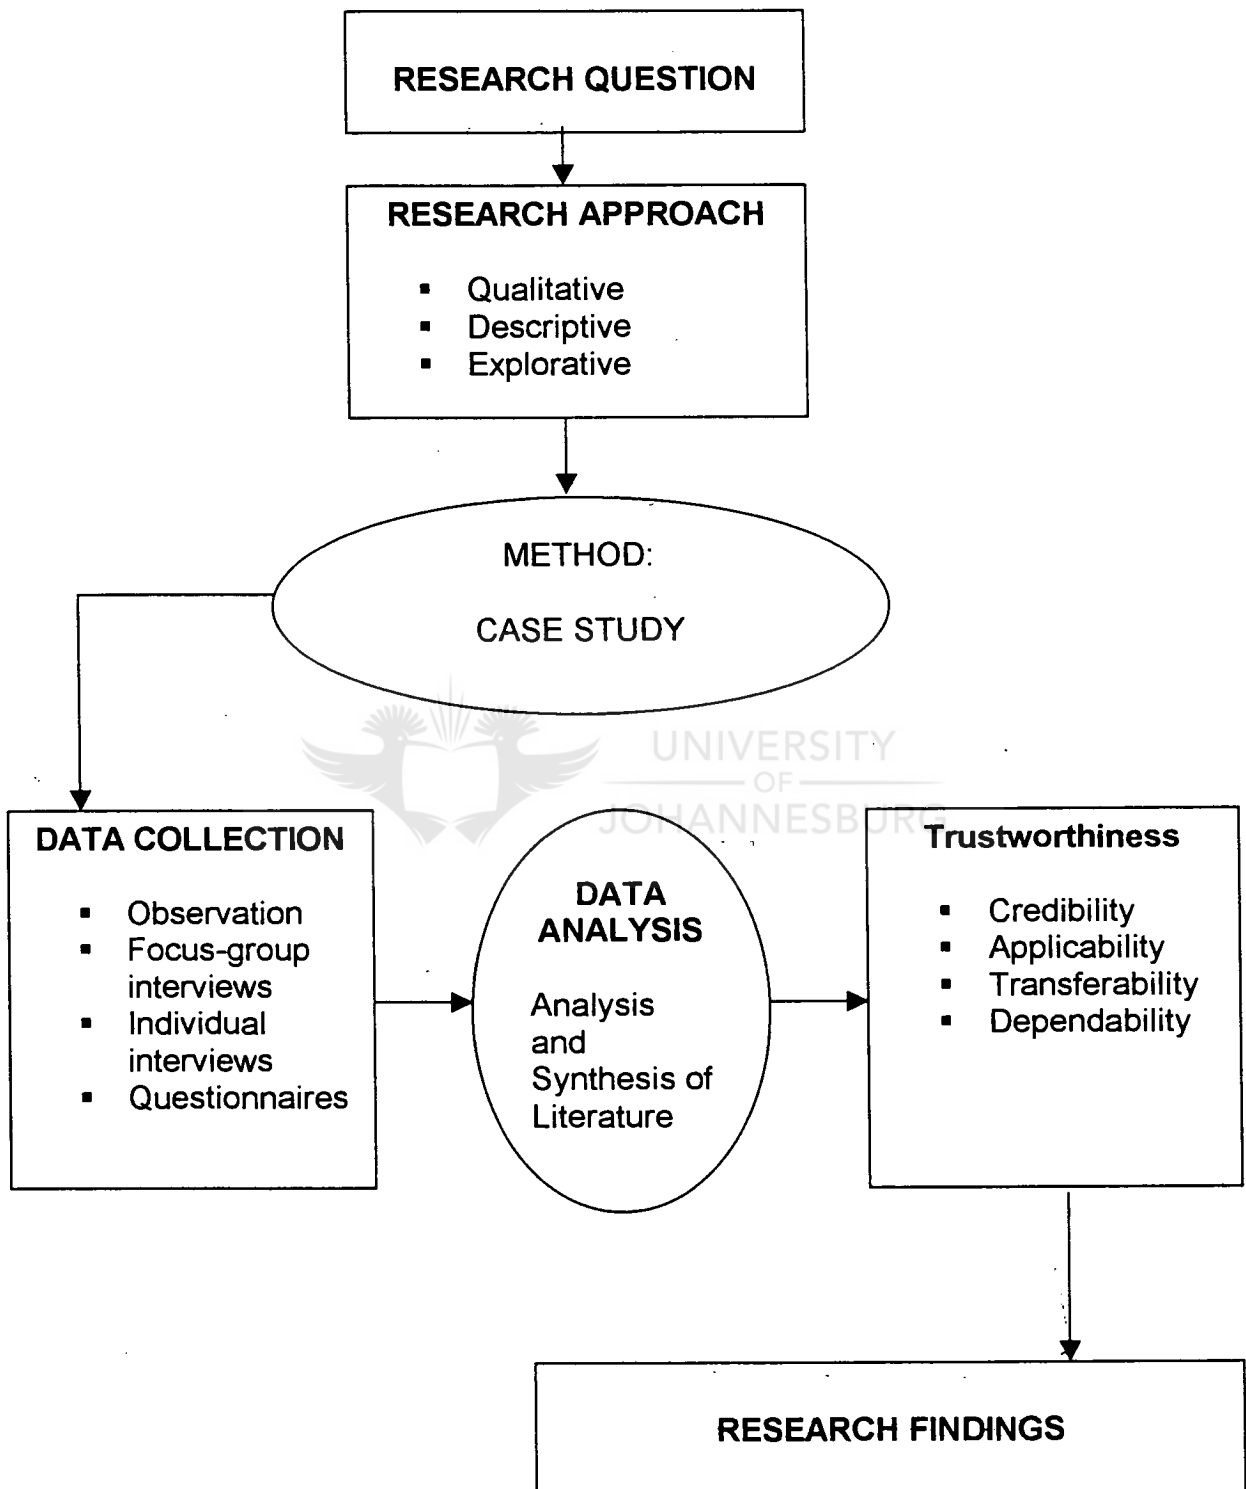 RESEARCH QUESTION
RESEARCH APPROACH
▪ Qualitative
▪ Descriptive
▪ Explorative
METHOD:
CASE STUDY
UNIVERSITY
OF
JOHANNESBURG
DATA COLLECTION
▪ Observation
▪ Focus-group
interviews
▪ Individual
interviews
▪ Questionnaires
DATA
ANALYSIS
Analysis
and
Synthesis of
Literature
Trustworthiness
▪ Credibility
▪ Applicability
▪ Transferability
▪ Dependability
RESEARCH FINDINGS